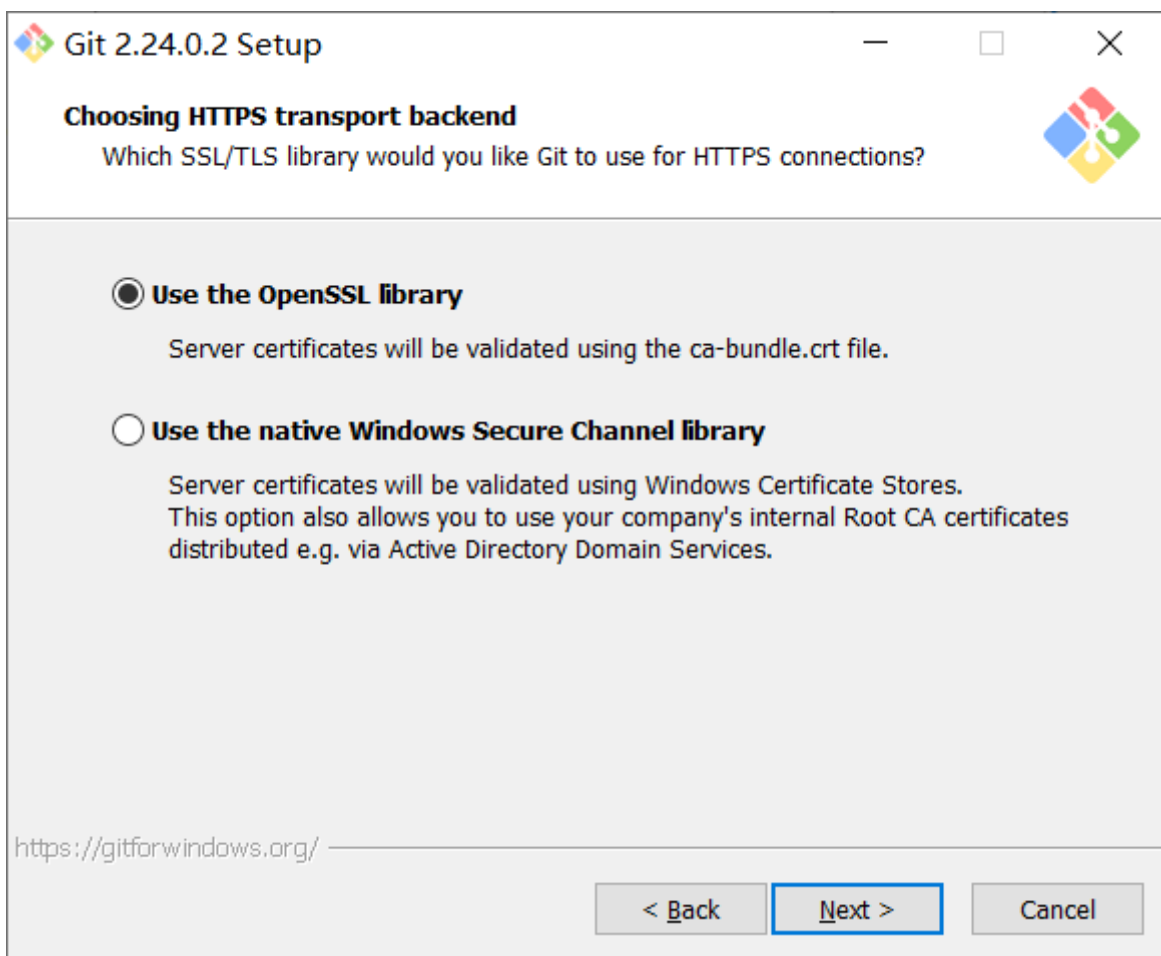 Git 2.24.0.2 Setup
Choosing HTTPS transport backend
Which SSL/TLS library would you like Git to use for HTTPS connections?
Use the OpenSSL library
Server certificates will be validated using the ca-bundle.crt file.
Use the native Windows Secure Channel library
Server certificates will be validated using Windows Certificate Stores.
This option also allows you to use your company's internal Root CA certificates
distributed e.g. via Active Directory Domain Services.
https://gitforwindows.org/
< Back
Next >
Cancel